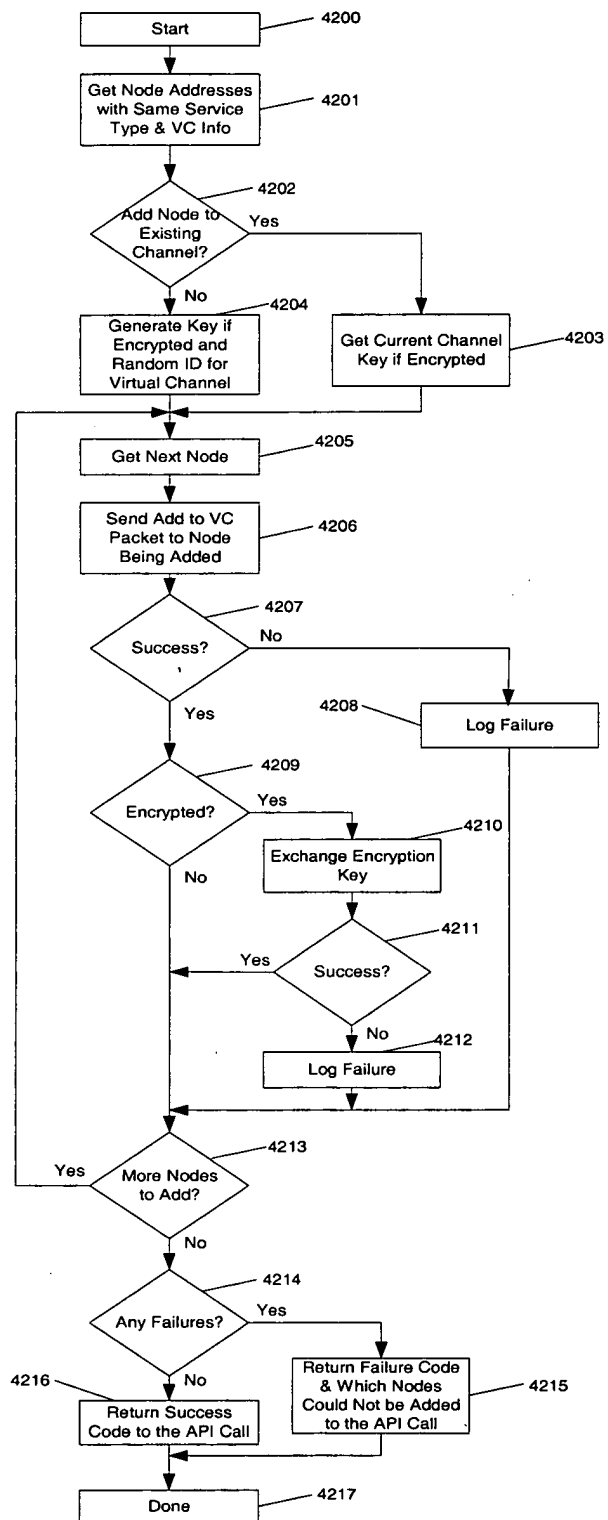 Start
4200
Get Node Addresses
with Same Service
Type & VC Info
4201
4202
Add Node to
Existing
Channel?
Yes
No
4204
Generate Key if
Encrypted and
Random ID for
Virtual Channel
Get Current Channel
Key if Encrypted
4203
Get Next Node
4205
Send Add to VC
Packet to Node
Being Added
4206
4207
Success?
No
Yes
4208
Log Failure
4209
Encrypted?
Yes
No
4210
Exchange Encryption
Key
4211
Success?
Yes
No
4212
Log Failure
4213
More Nodes
to Add?
Yes
No
4214
Any Failures?
Yes
No
4216
Return Success
Code to the API Call
Return Failure Code
& Which Nodes
Could Not be Added
to the API Call
4215
Done
4217